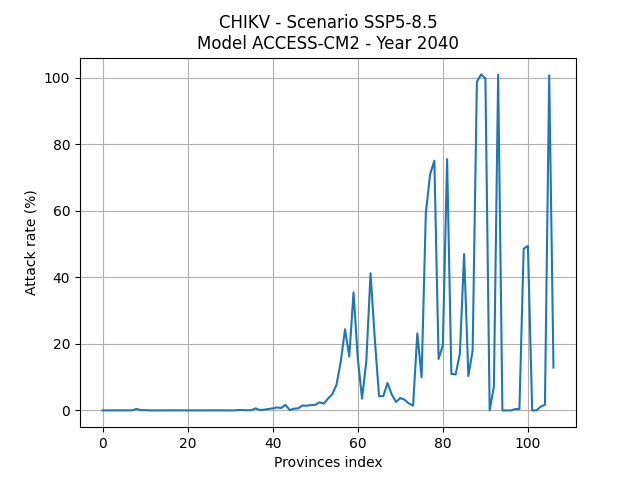 CHIKV - Scenario SSP5-8.5
Model ACCESS-CM2 - Year 2040
100
80
60
40
20
0
Attack rate (%)
0 20 40 60 80 100
Provinces index